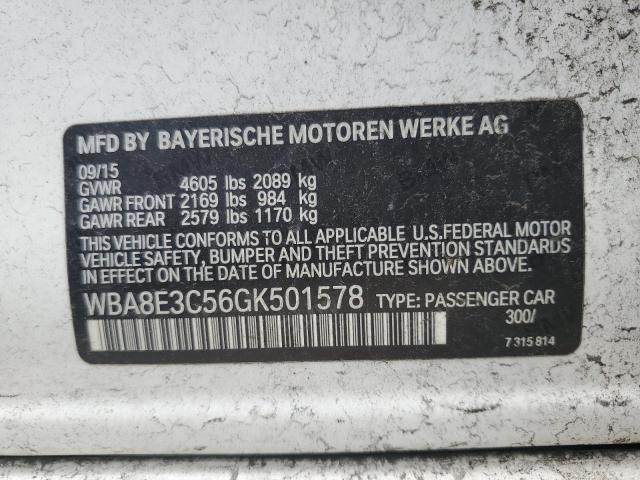 MFD BY BAYERISCHE MOTOREN WERKE AG
09/15
GVWR 4605 lbs 2089 kg
GAWR FRONT 2169 lbs 984 kg
GAWR REAR 2579 lbs 1170 kg
THIS VEHICLE CONFORMS TO ALL APPLICABLE U.S.FEDERAL MOTOR
VEHICLE SAFETY, BUMPER AND THEFT PREVENTION STANDARDS
IN EFFECT ON THE DATE OF MANUFACTURE SHOWN ABOVE.
WBA8E3C56GK501578 TYPE: PASSENGER CAR
300/
7 315 814